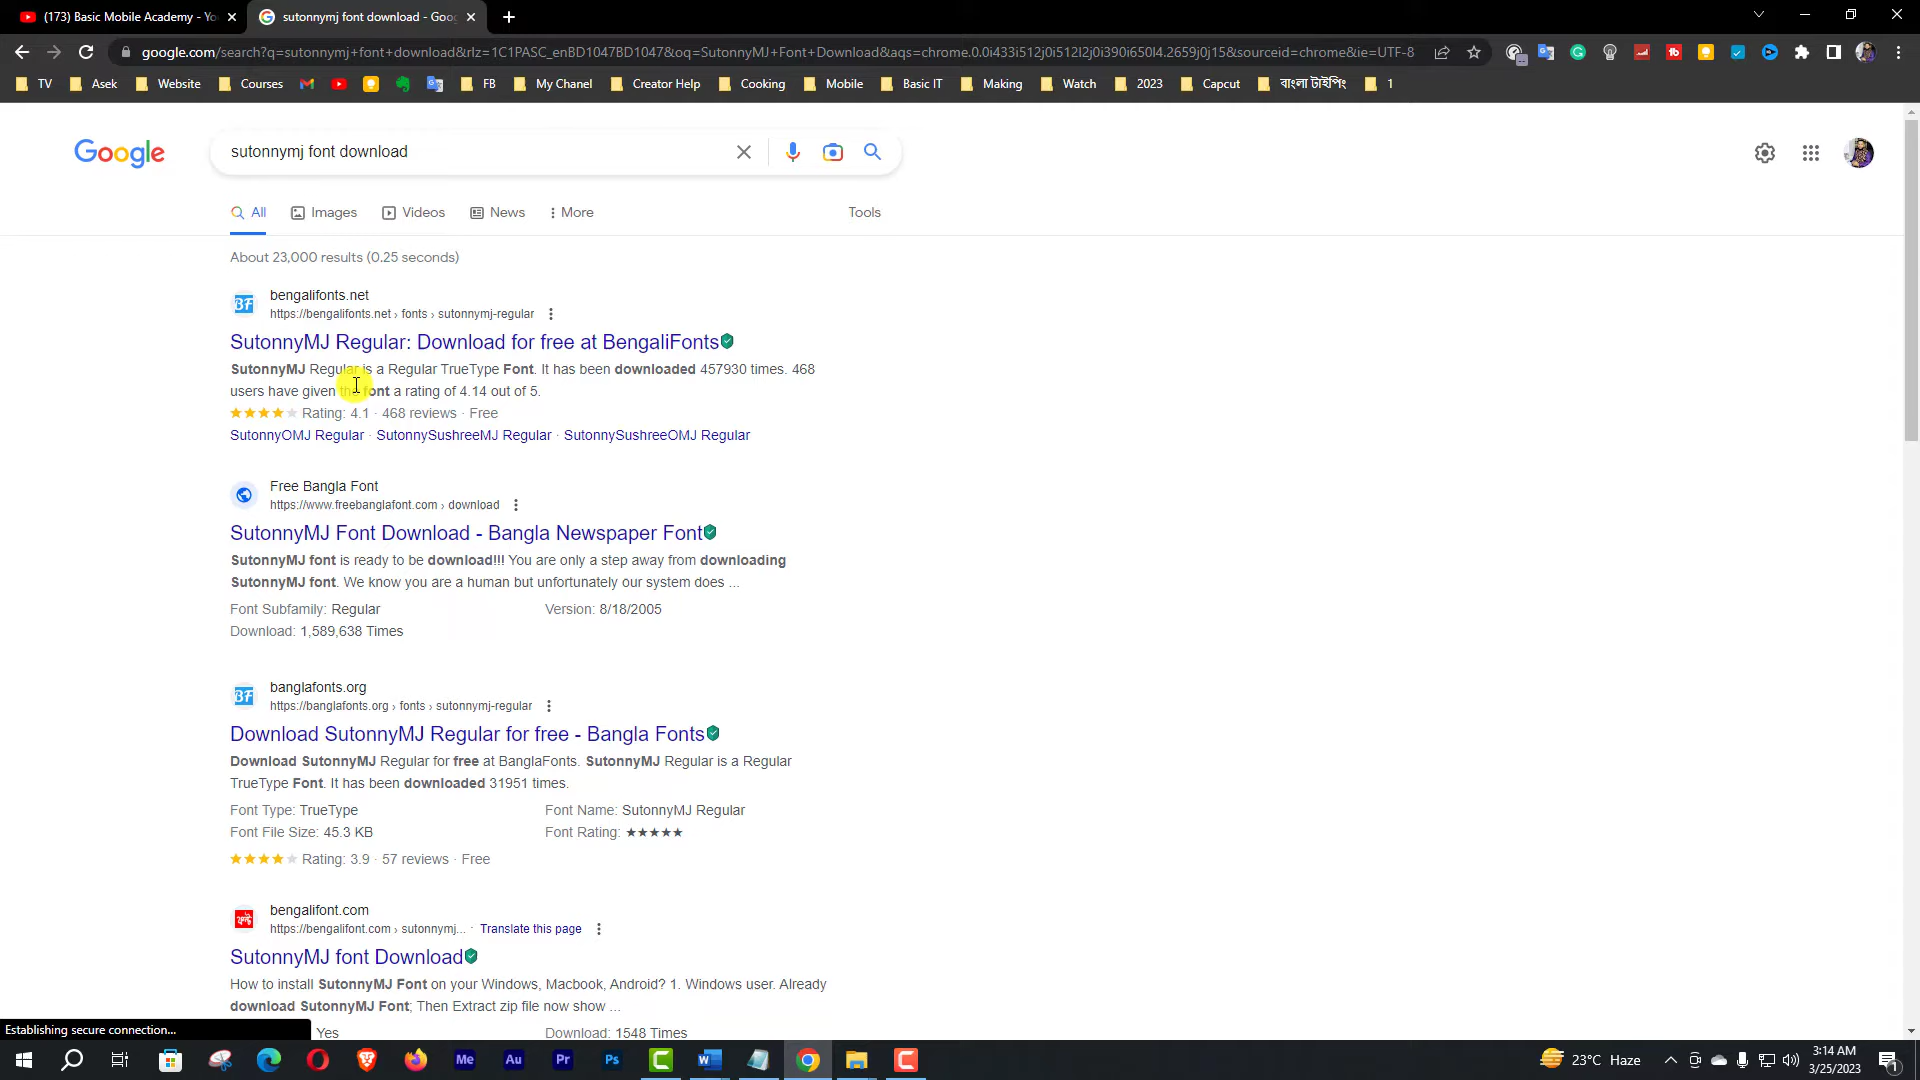 (173) Basic Mobile Academy - Yo
sutonnymj font download - Goog
google.com/search?q=sutonnymj+font+download&rlz=1C1PASC_enBD1047BD1047&oq=SutonnyMJ+Font+Download&aqs=chrome.0.0i433i512j0i512l2j0i390i650l4.2659j0j15&sourceid=chrome&ie=UTF-8
TV Asek Website Courses FB My Chanel Creator Help Cooking Mobile Basic IT Making Watch 2023 Capcut বাংলা টাইপিং 1
Google
sutonnymj font download
All Images Videos News More Tools
About 23,000 results (0.25 seconds)
BF
bengalifonts.net
https://bengalifonts.net › fonts › sutonnymj-regular
SutonnyMJ Regular: Download for free at BengaliFonts
SutonnyMJ Regular is a Regular TrueType Font. It has been downloaded 457930 times. 468
users have given the font a rating of 4.14 out of 5.
Rating: 4.1 · 468 reviews · Free
SutonnyOMJ Regular · SutonnySushreeMJ Regular · SutonnySushreeOMJ Regular
Free Bangla Font
https://www.freebanglafont.com › download
SutonnyMJ Font Download - Bangla Newspaper Font
SutonnyMJ font is ready to be download!!! You are only a step away from downloading
SutonnyMJ font. We know you are a human but unfortunately our system does ...
Font Subfamily: Regular Version: 8/18/2005
Download: 1,589,638 Times
BF
banglafonts.org
https://banglafonts.org › fonts › sutonnymj-regular
Download SutonnyMJ Regular for free - Bangla Fonts
Download SutonnyMJ Regular for free at BanglaFonts. SutonnyMJ Regular is a Regular
TrueType Font. It has been downloaded 31951 times.
Font Type: TrueType Font Name: SutonnyMJ Regular
Font File Size: 45.3 KB Font Rating: ★★★★★
Rating: 3.9 · 57 reviews · Free
bengalifont.com
https://bengalifont.com › sutonnymj... · Translate this page
SutonnyMJ font Download
How to install SutonnyMJ Font on your Windows, Macbook, Android? 1. Windows user. Already
download SutonnyMJ Font; Then Extract zip file now show ...
Yes Download: 1548 Times
Establishing secure connection...
Me Au Pr Ps
23°C Haze
3:14 AM
3/25/2023
1